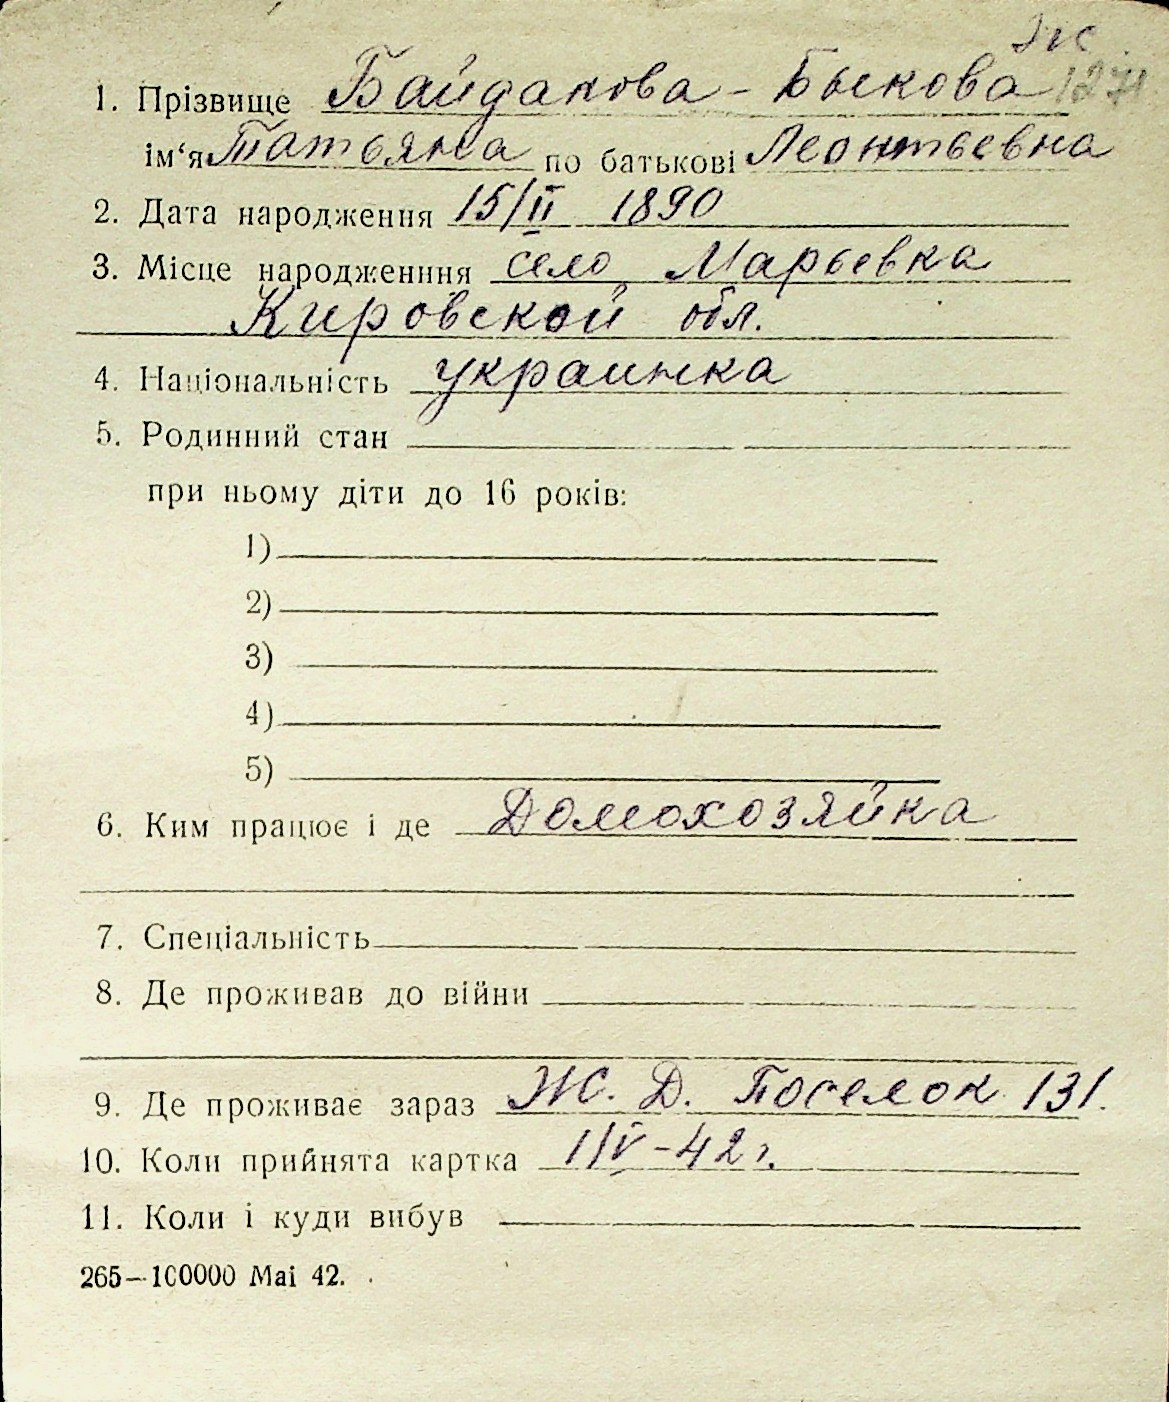 1271
1. Прізвище Байдакова - Быкова
ім‘я Татьяна по батькові Леонтьевна
2. Дата народження 15/II 1890
3. Місце народженння село Марьевка
Кировской обл.
4. Національність украинка
5. Родинний стан
при ньому діти до 16 років:
1)
2)
3)
4)
5)
6. Ким працює і де Домохозяйка
7. Спеціальність
8. Де проживав до війни
9. Де проживає зараз Ж. Д. Поселок 131.
10. Коли прийнята картка 1/V - 42 г.
11. Коли і куди вибув
265—100000 Mai 42.